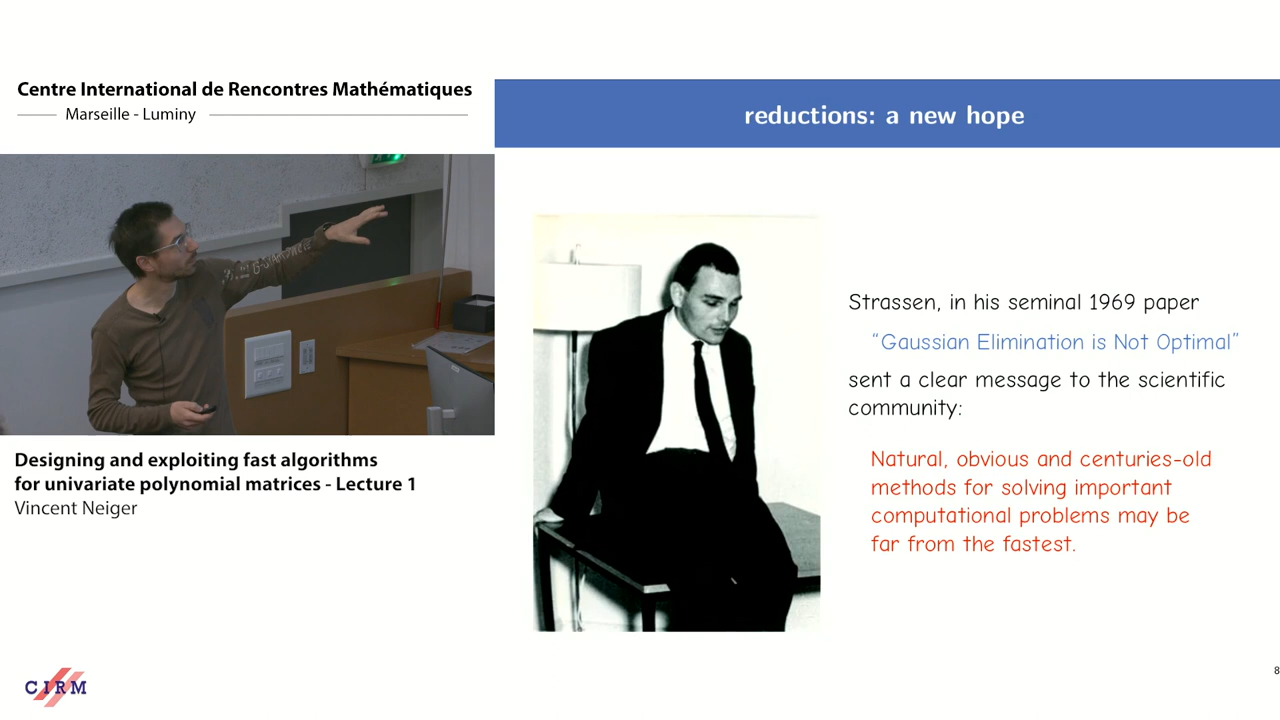 Centre International de Rencontres Mathématiques
Marseille - Luminy
reductions: a new hope
Strassen, in his seminal 1969 paper
“Gaussian Elimination is Not Optimal”
sent a clear message to the scientific
community:
Natural, obvious and centuries-old
methods for solving important
computational problems may be
far from the fastest.
Designing and exploiting fast algorithms
for univariate polynomial matrices - Lecture 1
Vincent Neiger
CIRM
8